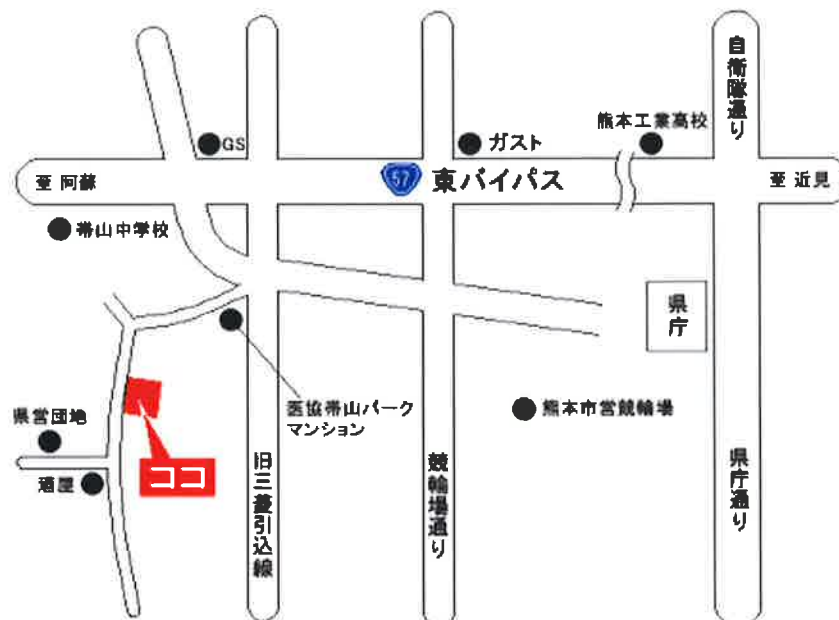 自衛隊通り
熊本工業高校
GS
ガスト
至 阿蘇
57
東バイパス
至 近見
帯山中学校
県庁
医協帯山パーク
マンション
熊本市営競輪場
県営団地
酒屋
ココ
旧三菱引込線
競輪場通り
県庁通り